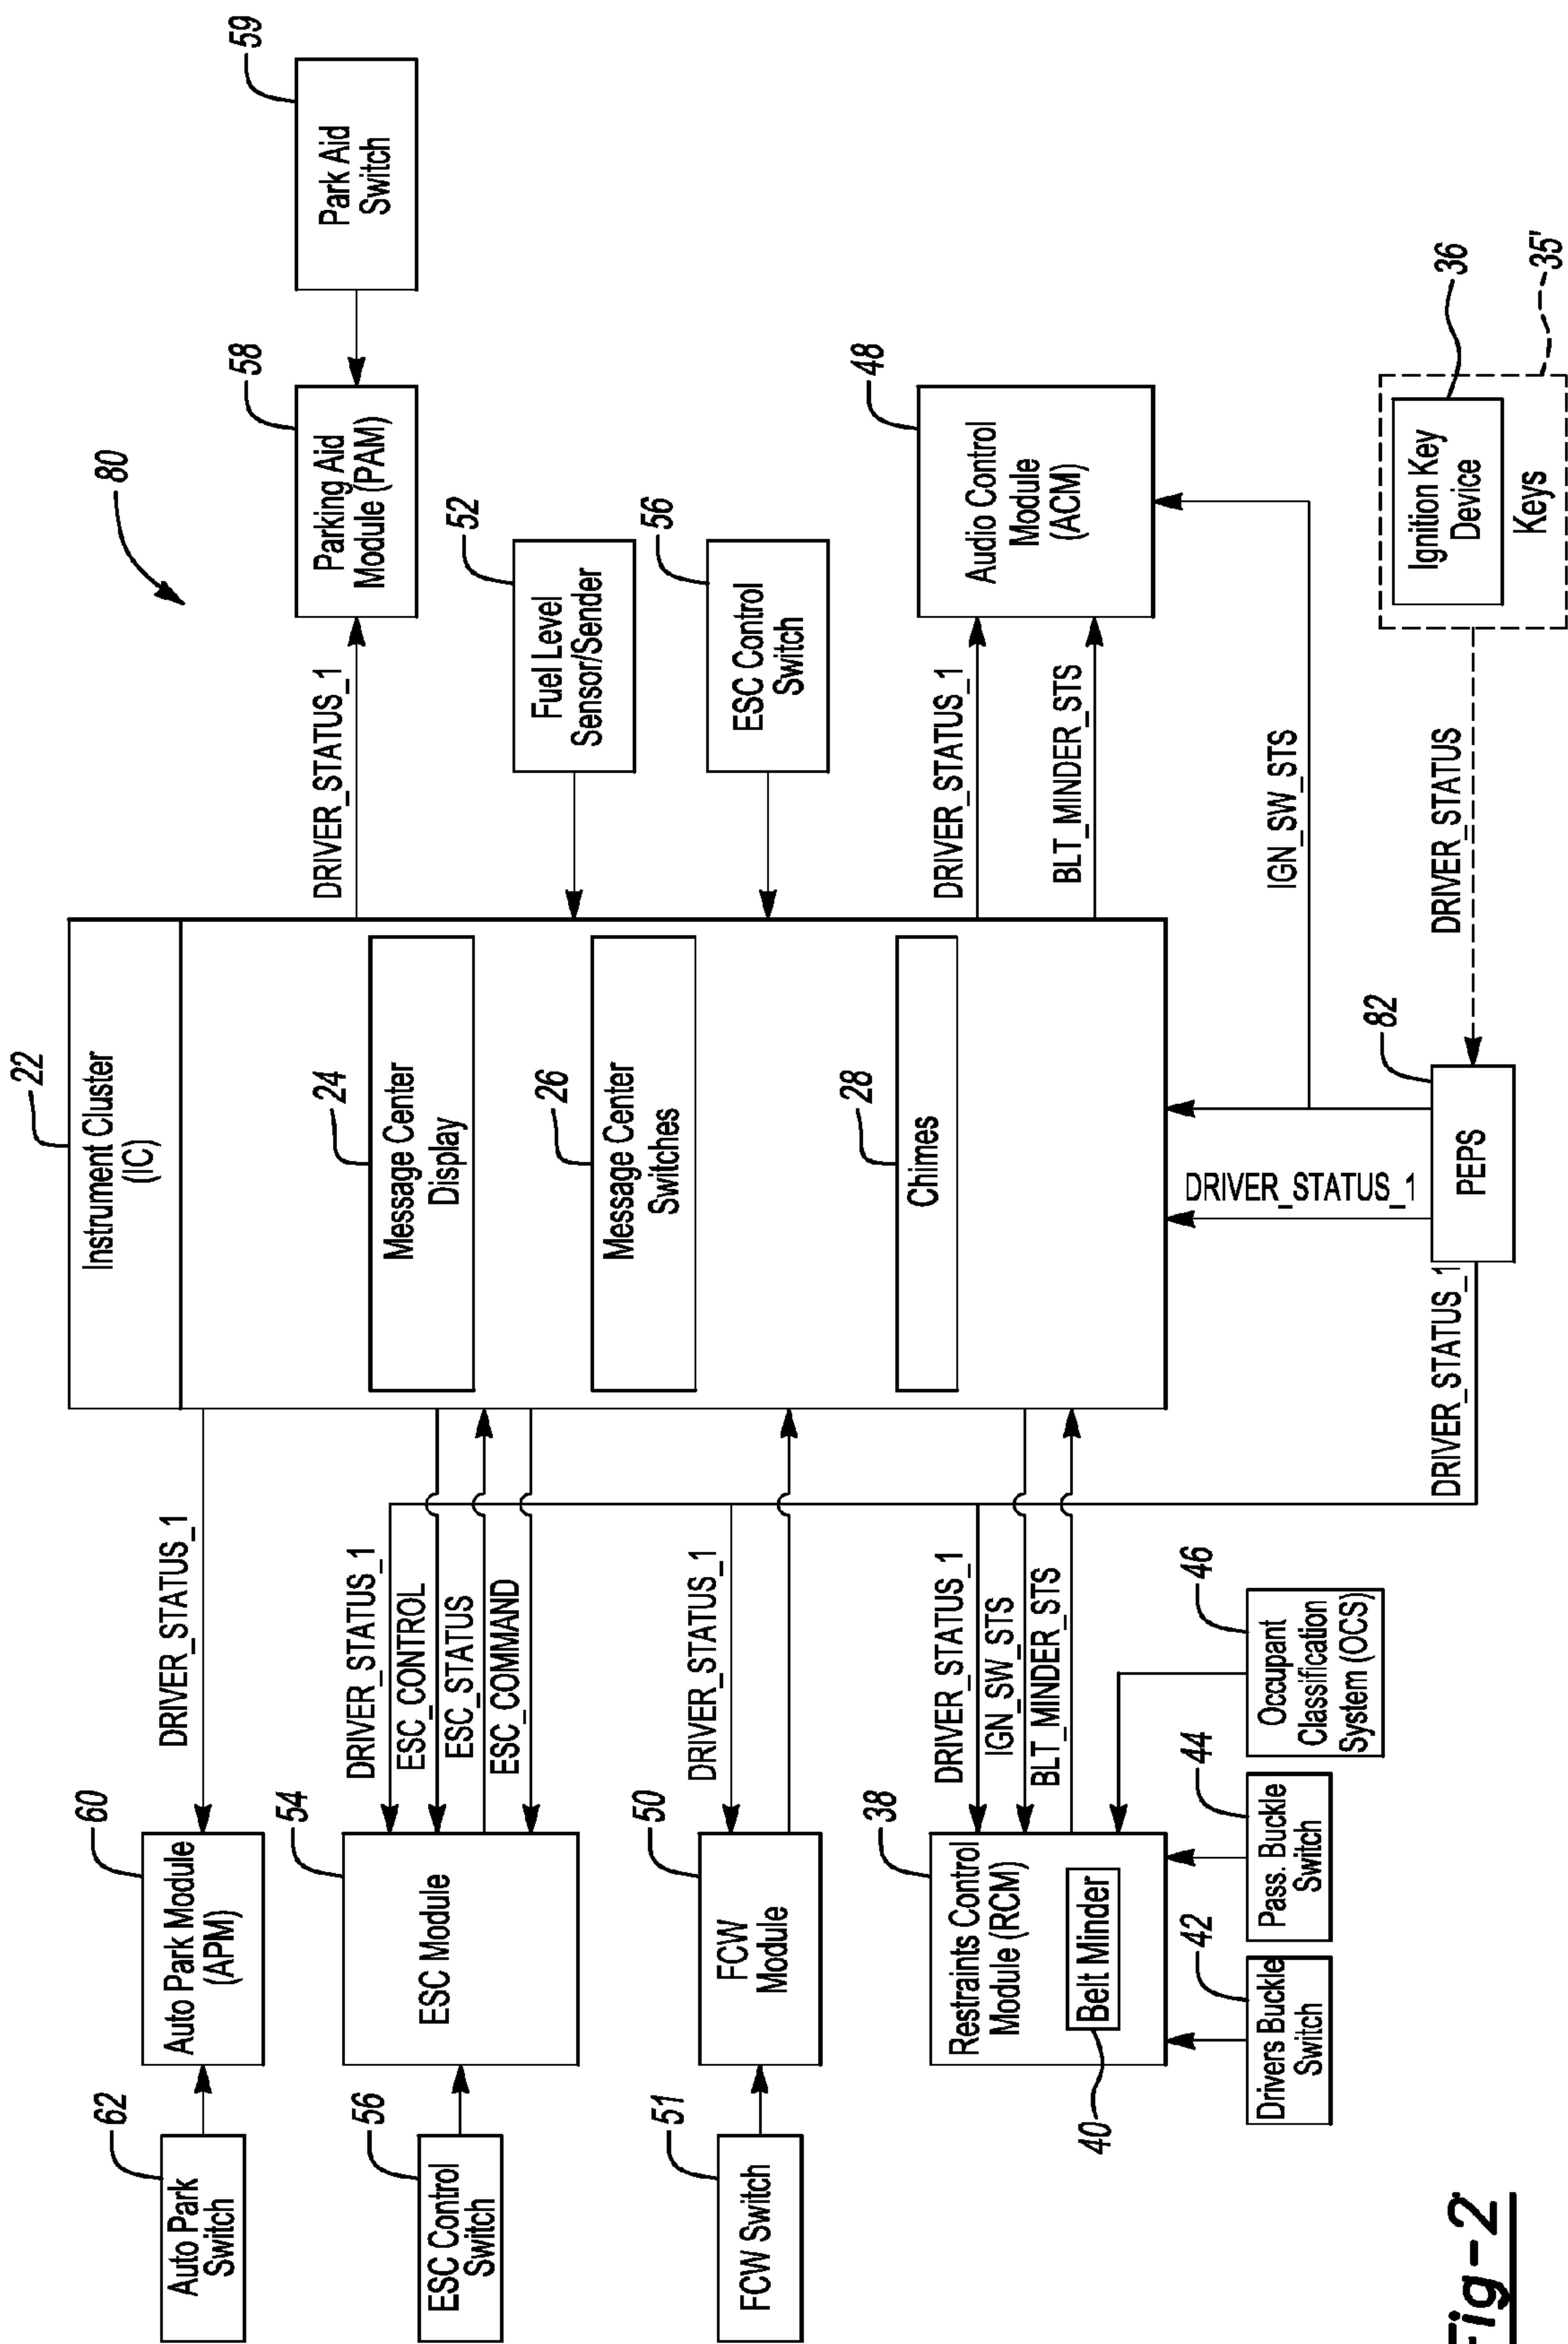 80
22
Instrument Cluster
(IC)
24
Message Center
Display
26
Message Center
Switches
28
Chimes
62
Auto Park
Switch
60
Auto Park Module
(APM)
DRIVER_STATUS_1
56
ESC Control
Switch
54
ESC Module
DRIVER_STATUS_1
ESC_CONTROL
ESC_STATUS
ESC_COMMAND
51
FCW Switch
50
FCW
Module
DRIVER_STATUS_1
38
Restraints Control
Module (RCM)
Belt Minder
40
DRIVER_STATUS_1
IGN_SW_STS
BLT_MINDER_STS
42
Drivers Buckle
Switch
44
Pass. Buckle
Switch
46
Occupant
Classification
System (OCS)
DRIVER_STATUS_1
58
Parking Aid
Module (PAM)
59
Park Aid
Switch
52
Fuel Level
Sensor/Sender
56
ESC Control
Switch
DRIVER_STATUS_1
BLT_MINDER_STS
48
Audio Control
Module
(ACM)
IGN_SW_STS
DRIVER_STATUS_1
DRIVER_STATUS_1
82
PEPS
DRIVER_STATUS
36
Ignition Key
Device
Keys
35'
Fig-2